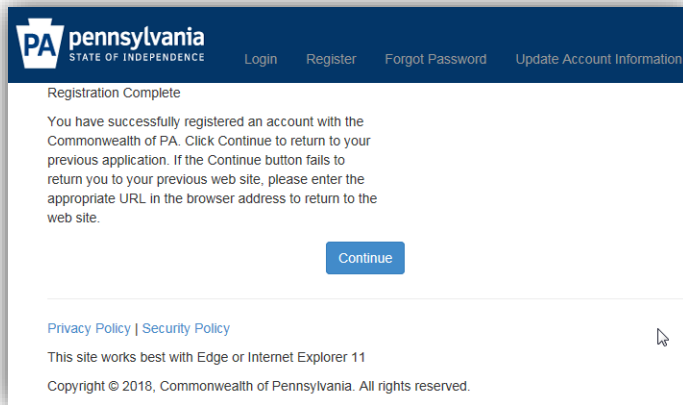 PA pennsylvania
STATE OF INDEPENDENCE
Login Register Forgot Password Update Account Information
Registration Complete
You have successfully registered an account with the
Commonwealth of PA. Click Continue to return to your
previous application. If the Continue button fails to
return you to your previous web site, please enter the
appropriate URL in the browser address to return to the
web site.
Continue
Privacy Policy | Security Policy
This site works best with Edge or Internet Explorer 11
Copyright © 2018, Commonwealth of Pennsylvania. All rights reserved.